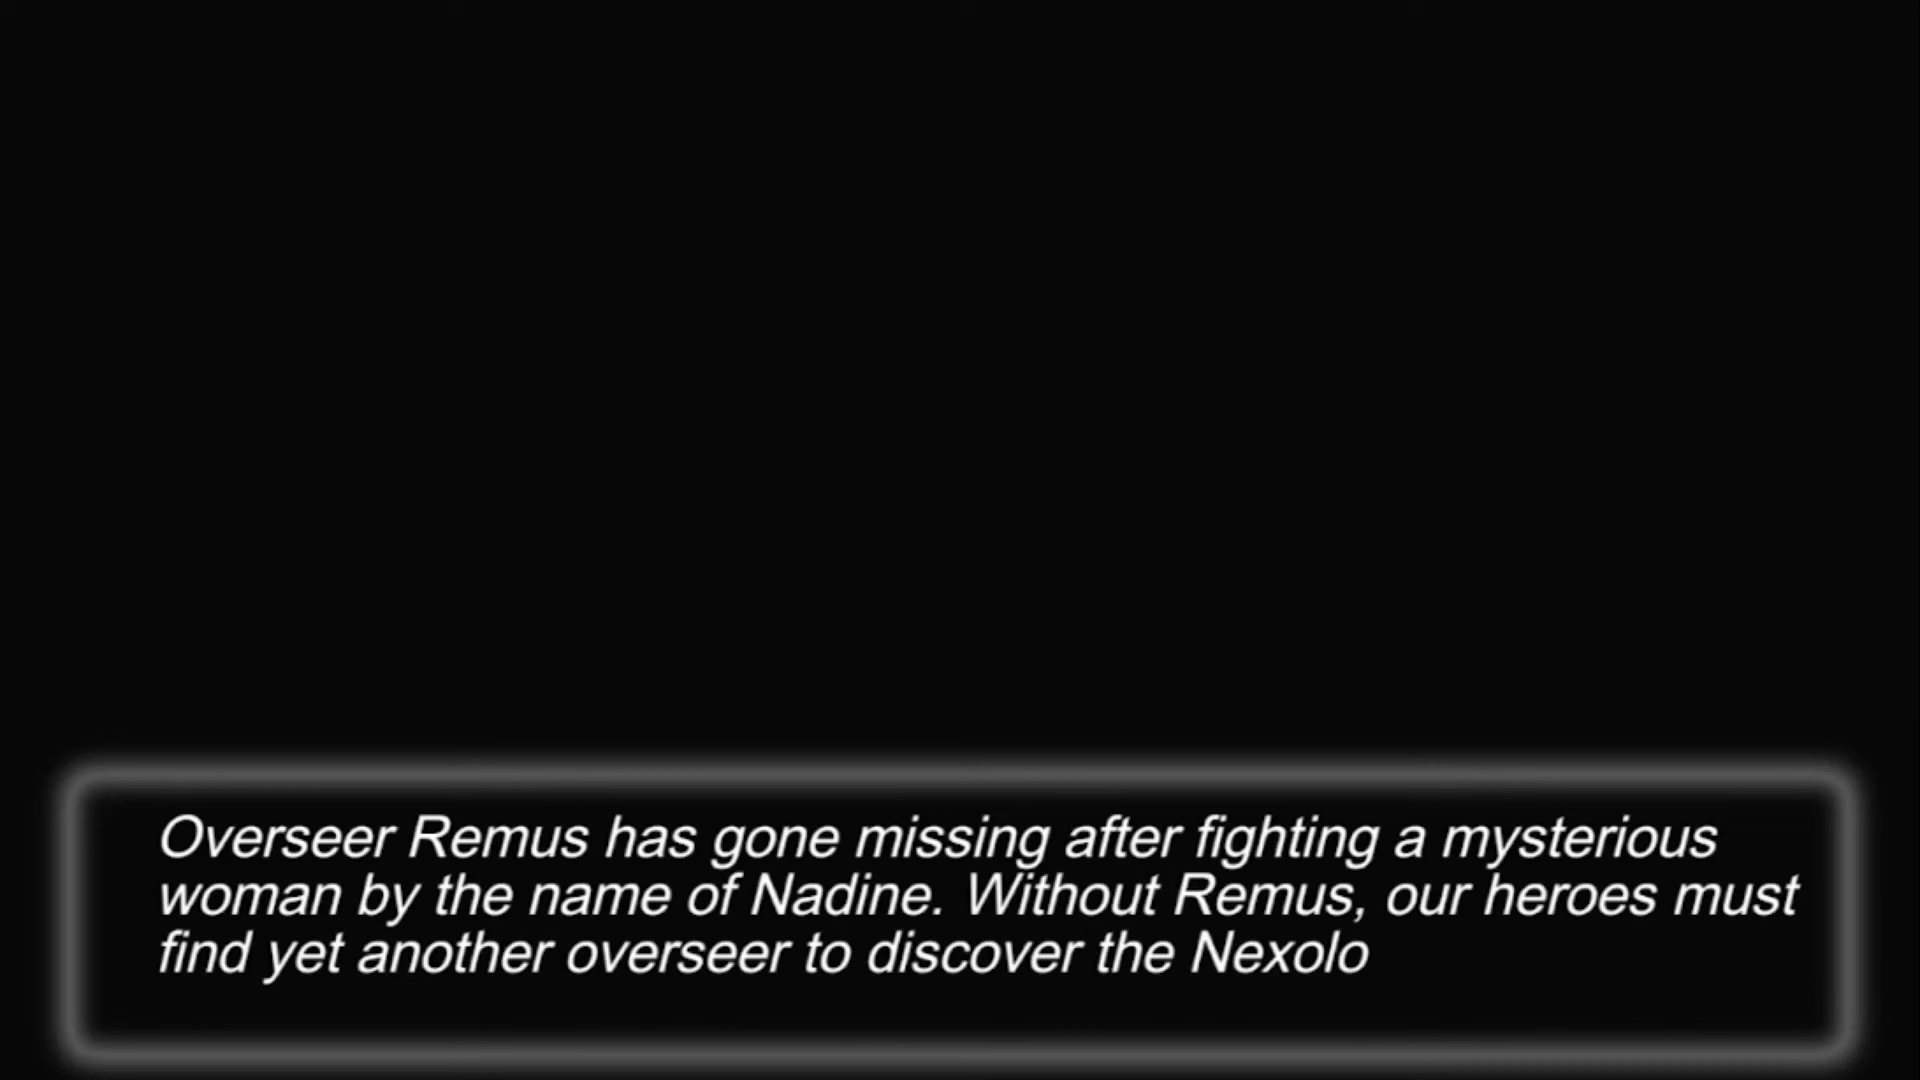 Overseer Remus has gone missing after fighting a mysterious
woman by the name of Nadine. Without Remus, our heroes must
find yet another overseer to discover the Nexolo